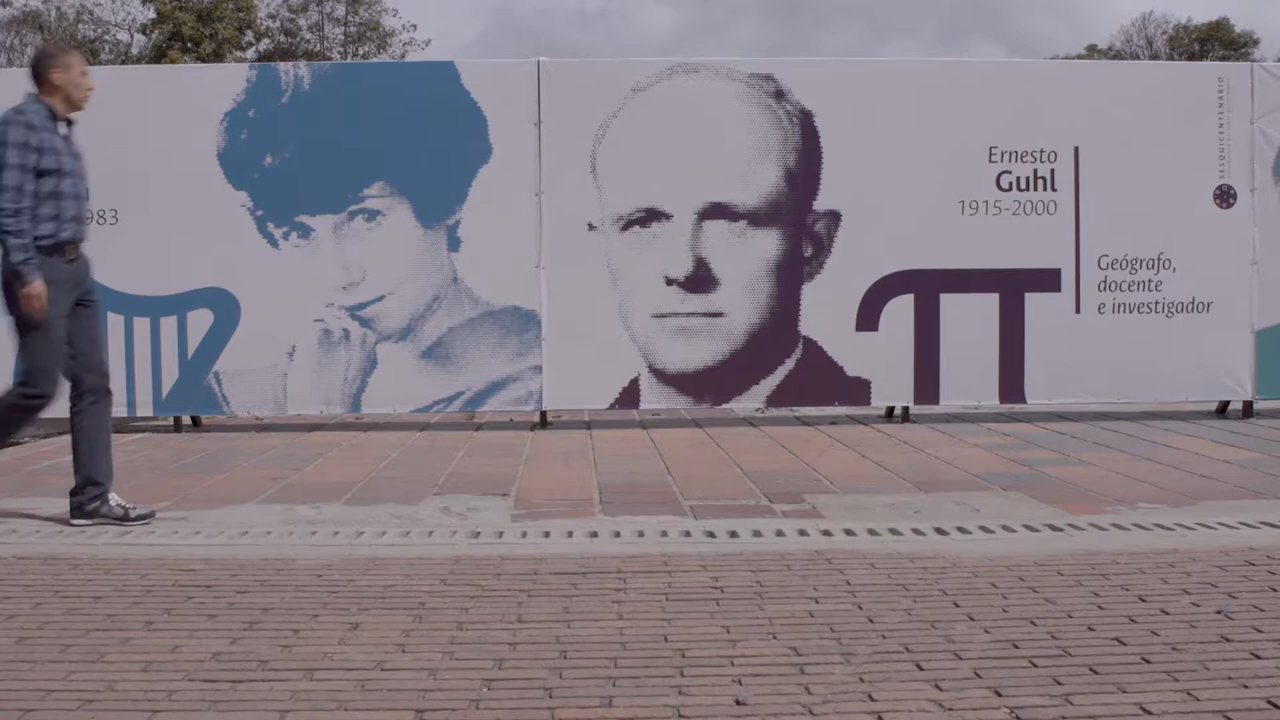 983
Ernesto
Guhl
1915-2000
Geógrafo,
docente
e investigador
SESQUICENTENARIO